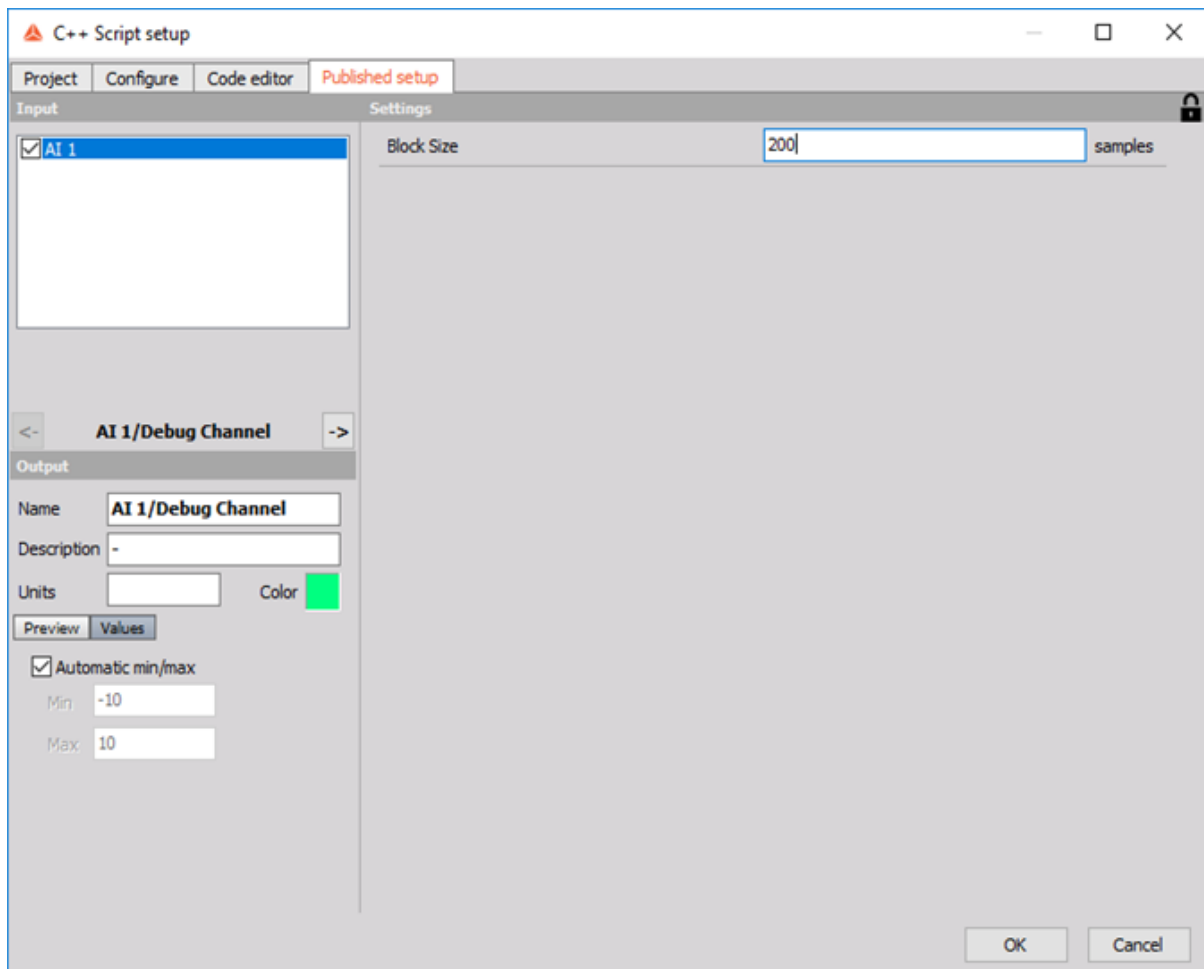 C++ Script setup
Project Configure Code editor Published setup
Input
AI 1
<- AI 1/Debug Channel ->
Output
Name AI 1/Debug Channel
Description -
Units Color
Preview Values
Automatic min/max
Min -10
Max 10
Settings
Block Size 200 samples
OK Cancel